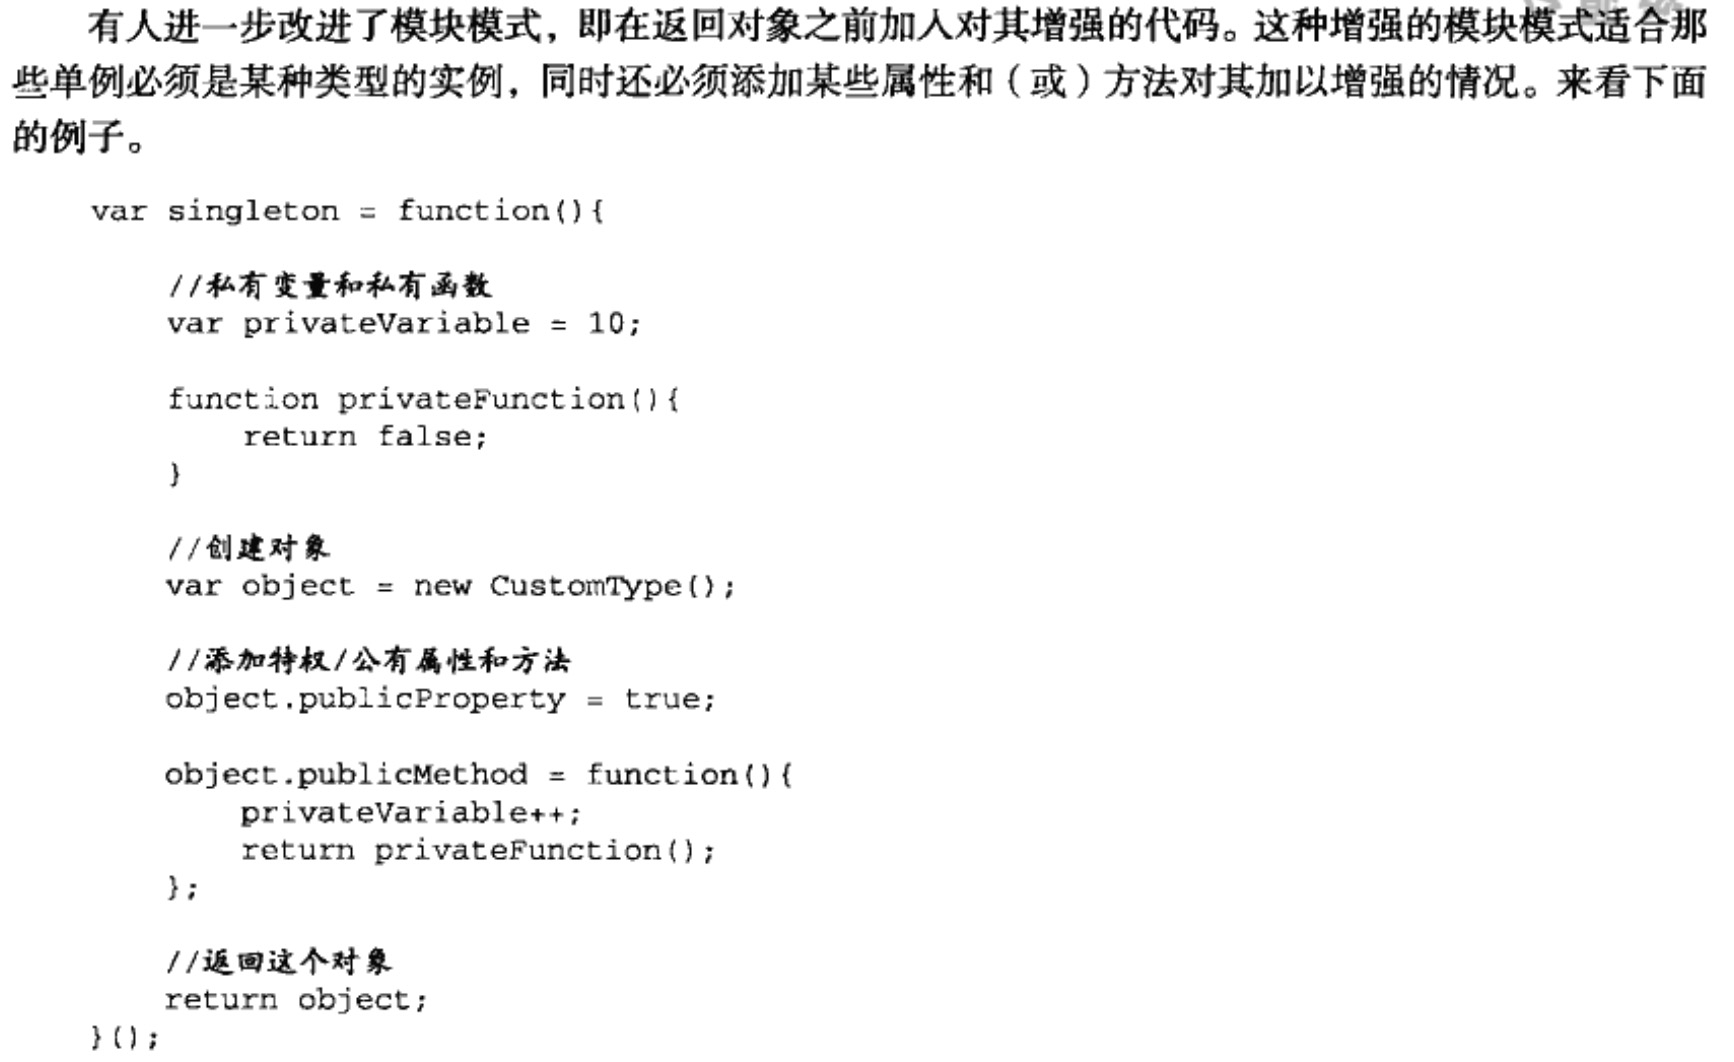 有人进一步改进了模块模式，即在返回对象之前加入对其增强的代码。这种增强的模块模式适合那
些单例必须是某种类型的实例，同时还必须添加某些属性和（或）方法对其加以增强的情况。来看下面
的例子。
var singleton = function(){
//私有变量和私有函数
var privateVariable = 10;
function privateFunction(){
return false;
}
//创建对象
var object = new CustomType();
//添加特权/公有属性和方法
object.publicProperty = true;
object.publicMethod = function(){
privateVariable++;
return privateFunction();
};
//返回这个对象
return object;
}();